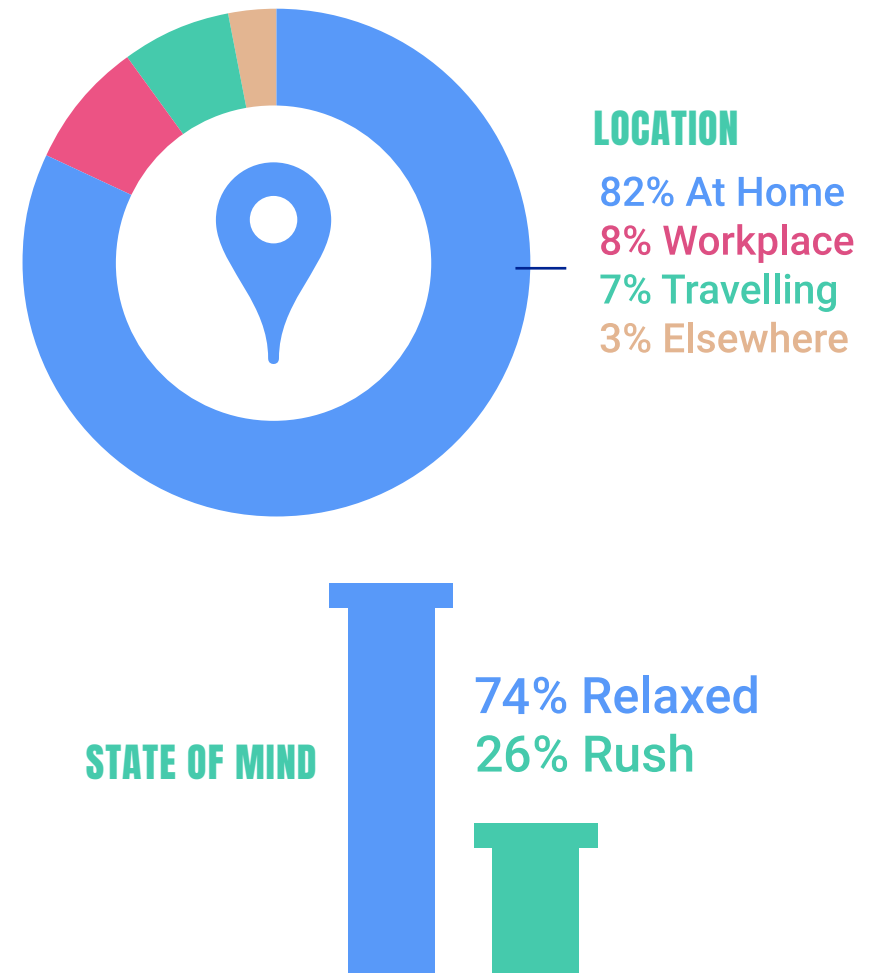 LOCATION
82% At Home
8% Workplace
7% Travelling
3% Elsewhere
74% Relaxed
26% Rush
STATE OF MIND